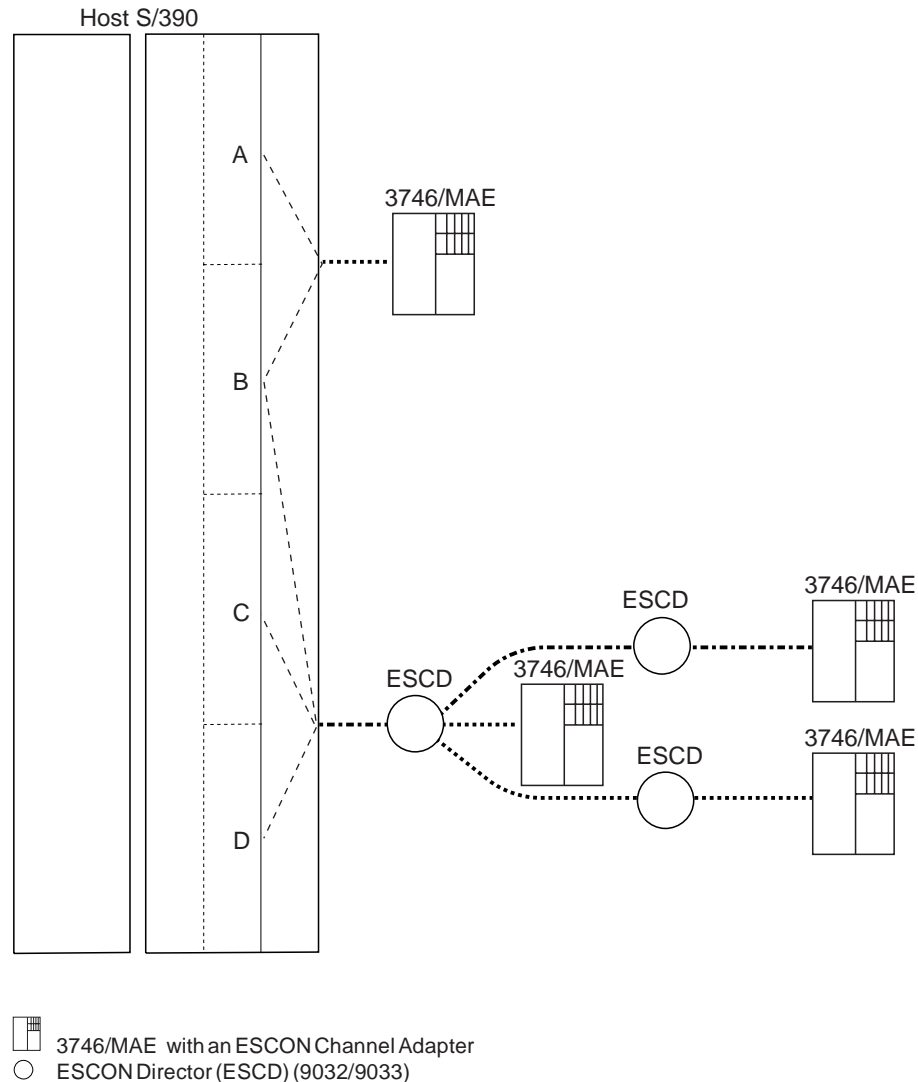 Host S/390
A
3746/MAE
B
C
ESCD
3746/MAE
ESCD
3746/MAE
ESCD
3746/MAE
D
3746/MAE with an ESCON Channel Adapter
ESCON Director (ESCD) (9032/9033)